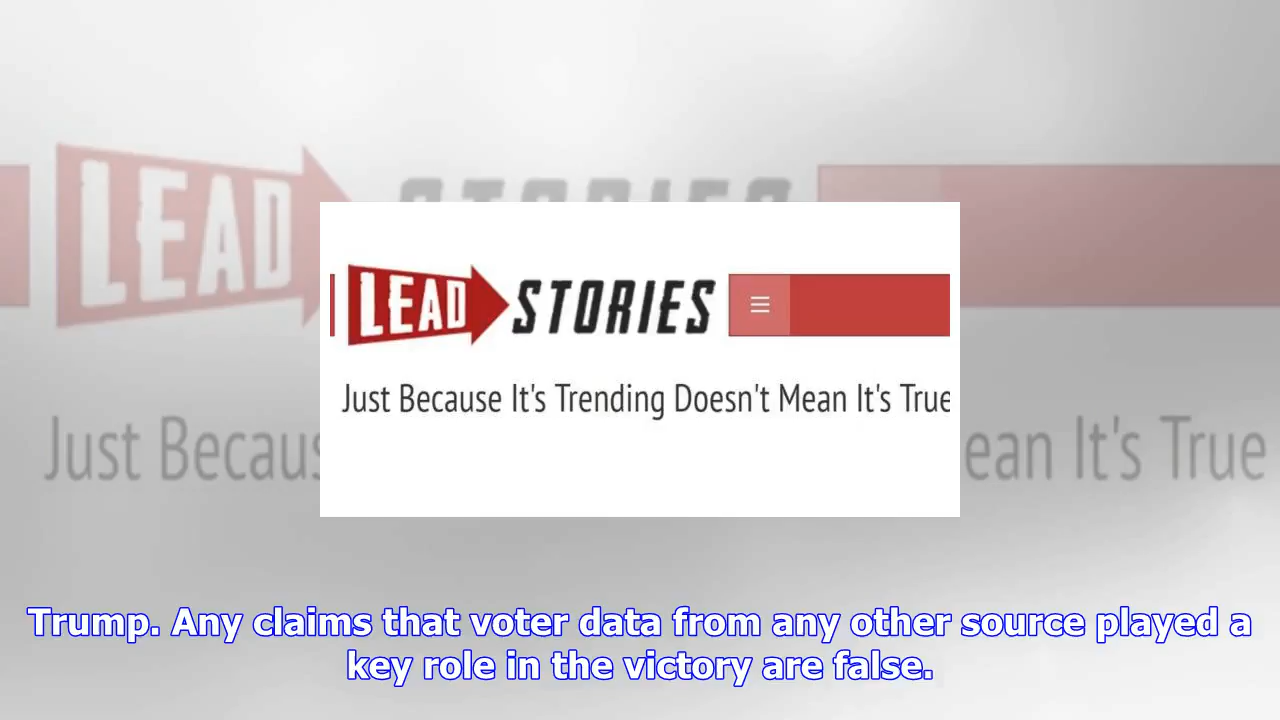 LEAD STORIES
Just Because It's Trending Doesn't Mean It's True
Trump. Any claims that voter data from any other source played a
key role in the victory are false.